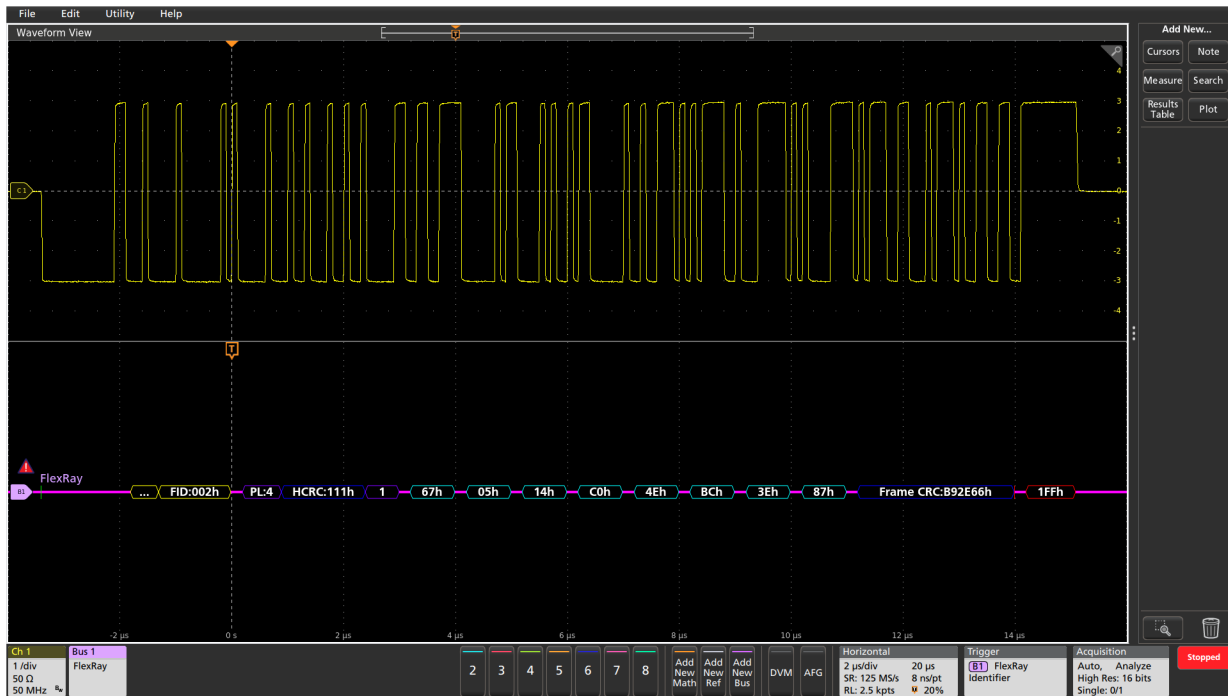 File Edit Utility Help
Waveform View
Add New...
Cursors Note
Measure Search
Results Table Plot
T
4
3
2
1
0
-1
-2
-3
-4
C1
T
FlexRay
B1
... FID:002h PL:4 HCRC:111h 1 67h 05h 14h C0h 4Eh BCh 3Eh 87h Frame CRC:B92E66h 1FFh
-2 µs 0 s 2 µs 4 µs 6 µs 8 µs 10 µs 12 µs 14 µs
Ch 1
1/div
50 Ω
50 MHz Bw
Bus 1
FlexRay
2 3 4 5 6 7 8
Add New Math
Add New Ref
Add New Bus
DVM AFG
Horizontal
2 µs/div 20 µs
SR: 125 MS/s 8 ns/pt
RL: 2.5 kpts T 20%
Trigger
B1 FlexRay
Identifier
Acquisition
Auto, Analyze
High Res: 16 bits
Single: 0/1
Stopped